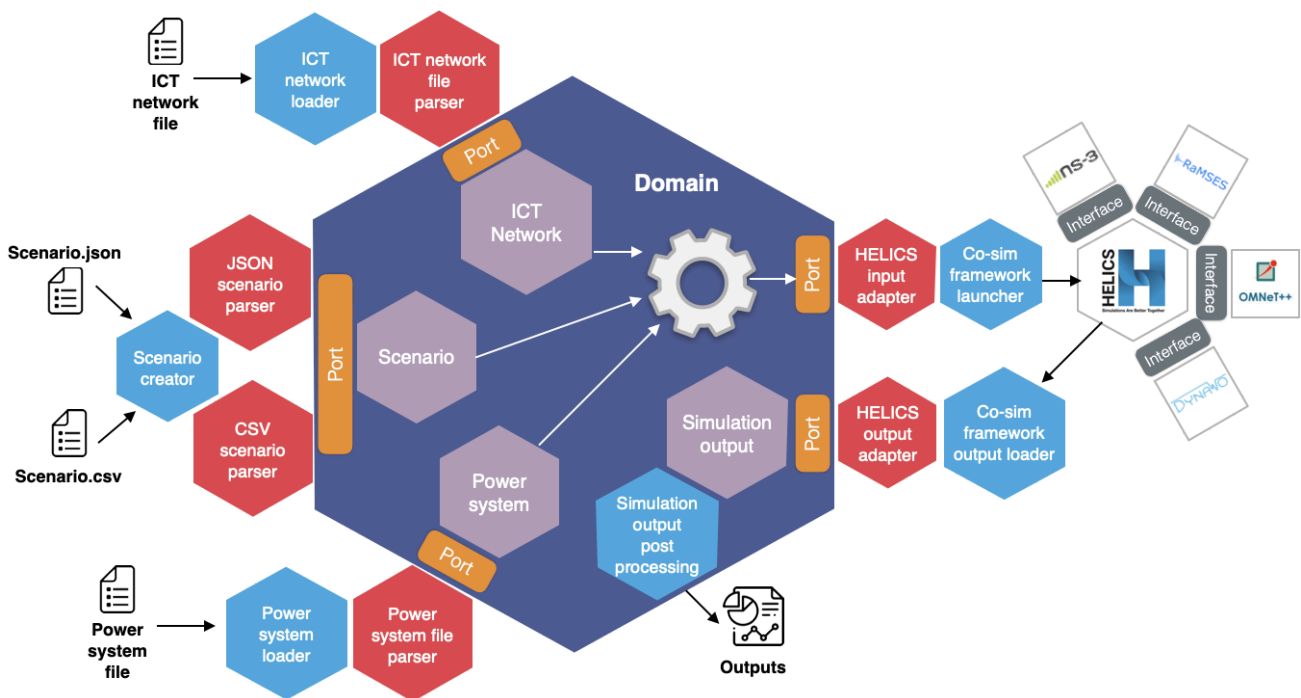 ICT
network
file
ICT
network
loader
ICT network
file
parser
Port
ICT
Network
Domain
Scenario.json
Scenario.csv
Scenario
creator
JSON
scenario
parser
CSV
scenario
parser
Port
Scenario
Power
system
Port
Power
system
file
Power
system
loader
Power
system file
parser
Simulation
output
Simulation
output
post
processing
Outputs
Port
HELICS
input
adapter
Co-sim
framework
launcher
Port
HELICS
output
adapter
Co-sim
framework
output loader
HELICS
Simulations Are Better Together
ns-3
Interface
RaMSES
Interface
Interface
OMNeT++
Interface
DYNAWO